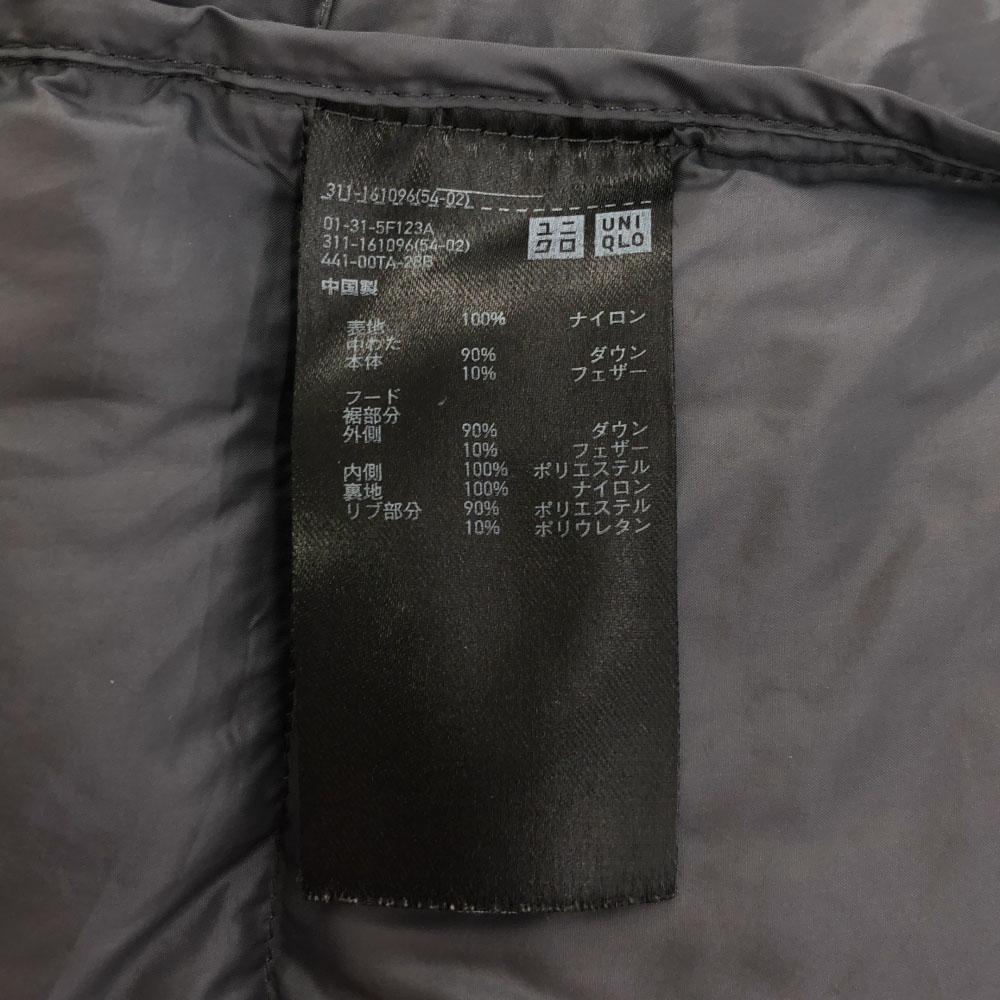 311-161096(54-02)
01-31-5F123A
311-161096(54-02)
441-00TA-28B
ユニクロ
UNIQLO
中国製
表地 100% ナイロン
中わた
本体 90% ダウン
10% フェザー
フード
裾部分
外側 90% ダウン
10% フェザー
内側 100% ポリエステル
裏地 100% ナイロン
リブ部分 90% ポリエステル
10% ポリウレタン